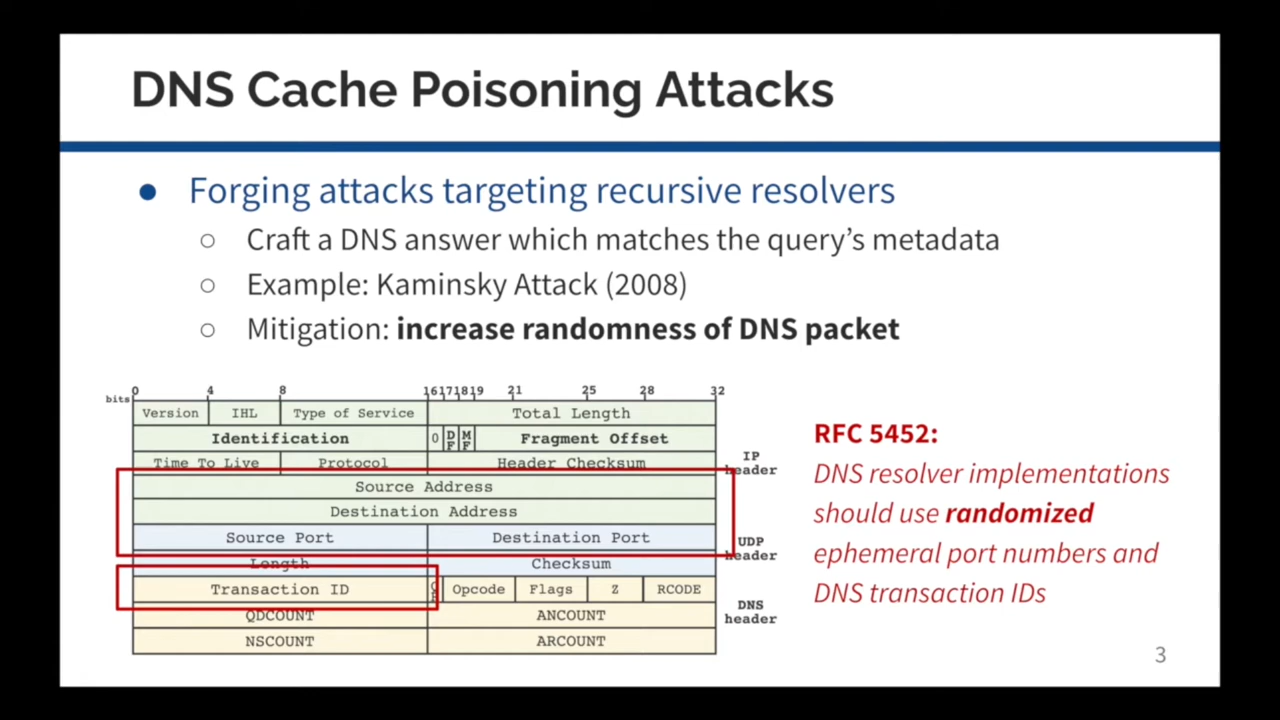 DNS Cache Poisoning Attacks
● Forging attacks targeting recursive resolvers
○ Craft a DNS answer which matches the query's metadata
○ Example: Kaminsky Attack (2008)
○ Mitigation: increase randomness of DNS packet
bits 0 4 8 16 17 18 19 21 25 28 32
Version IHL Type of Service Total Length
Identification 0 DF MF Fragment Offset
Time To Live Protocol Header Checksum
IP header
Source Address
Destination Address
Source Port Destination Port
UDP header
Length Checksum
Transaction ID Opcode Flags Z RCODE
DNS header
QDCOUNT ANCOUNT
NSCOUNT ARCOUNT
RFC 5452:
DNS resolver implementations
should use randomized
ephemeral port numbers and
DNS transaction IDs
3